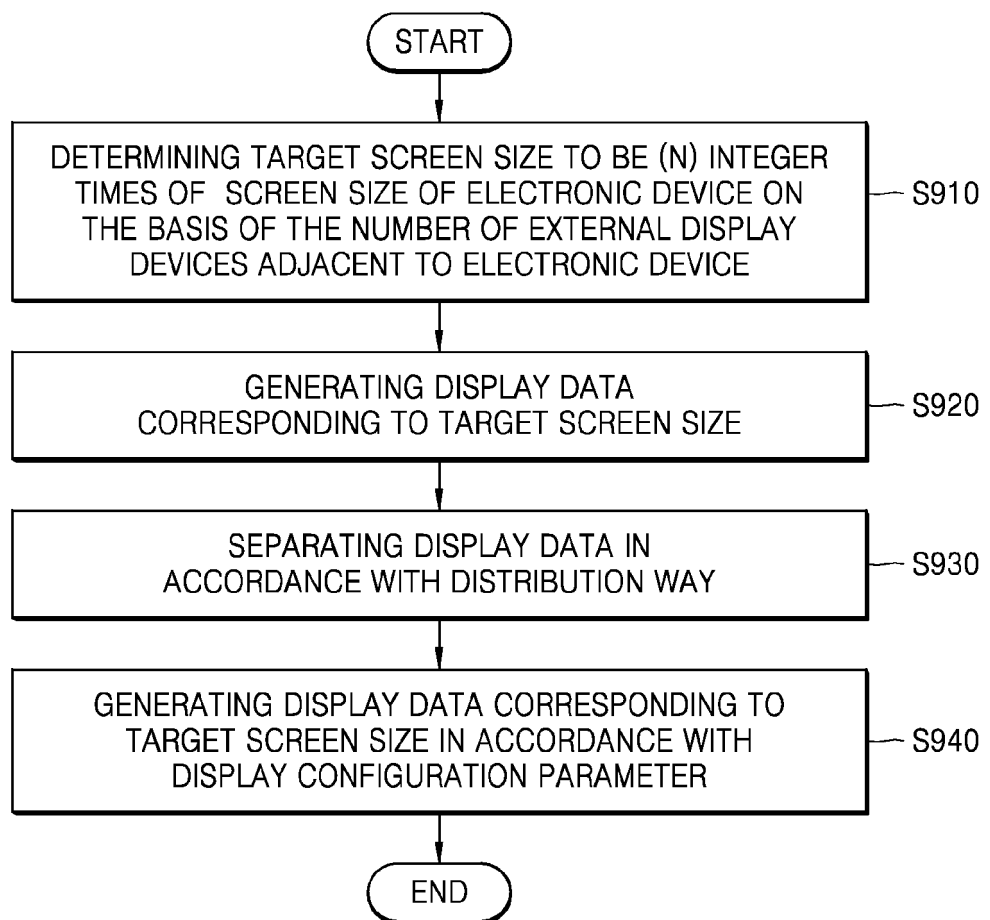 START
DETERMINING TARGET SCREEN SIZE TO BE (N) INTEGER
TIMES OF SCREEN SIZE OF ELECTRONIC DEVICE ON
THE BASIS OF THE NUMBER OF EXTERNAL DISPLAY
DEVICES ADJACENT TO ELECTRONIC DEVICE
S910
GENERATING DISPLAY DATA
CORRESPONDING TO TARGET SCREEN SIZE
S920
SEPARATING DISPLAY DATA IN
ACCORDANCE WITH DISTRIBUTION WAY
S930
GENERATING DISPLAY DATA CORRESPONDING TO
TARGET SCREEN SIZE IN ACCORDANCE WITH
DISPLAY CONFIGURATION PARAMETER
S940
END